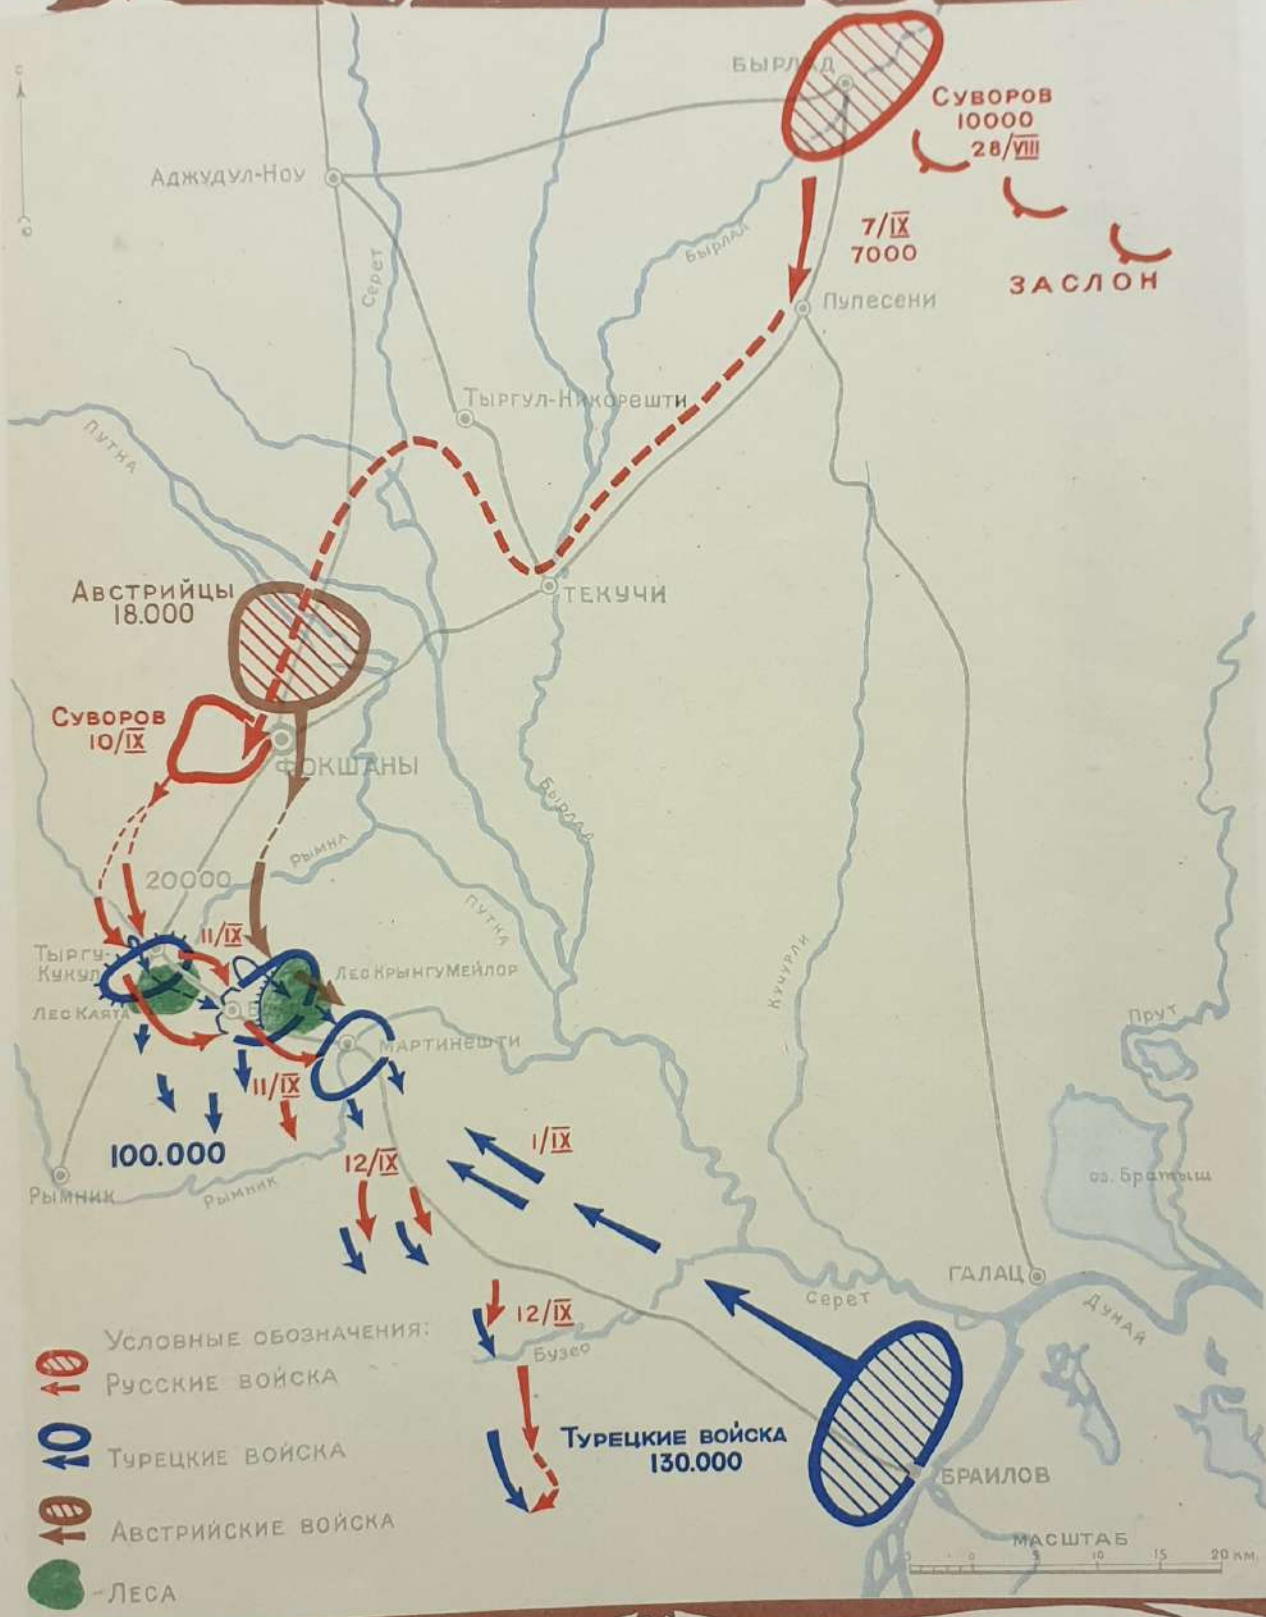 С
БЫРЛАД
СУВОРОВ
10000
28/VIII
АДЖУДУЛ-НОУ
7/IX
7000
Серет
Бырлад
ЗАСЛОН
Пупесени
ТЫРГУЛ-НИКОРЕШТИ
ПУТНА
АВСТРИЙЦЫ
18.000
ТЕКУЧИ
СУВОРОВ
10/IX
ФОКШАНЫ
Бырлад
Рымна
20000
ПУТНА
11/IX
ТЫРГУ-
КУКУЛ
ЛЕС КРЫНГУМЕЙЛОР
ЛЕС КАЯТА
КУЧУРЛИ
ПРУТ
МАРТИНЕШТИ
11/IX
100.000
1/IX
12/IX
РЫМНИК
РЫМНИК
оз. Братыш
ГАЛАЦ
Серет
ДУНАЙ
12/IX
Бузео
УСЛОВНЫЕ ОБОЗНАЧЕНИЯ:
РУССКИЕ ВОЙСКА
ТУРЕЦКИЕ ВОЙСКА
130.000
ТУРЕЦКИЕ ВОЙСКА
БРАИЛОВ
АВСТРИЙСКИЕ ВОЙСКА
МАСШТАБ
5 0 5 10 15 20 КМ.
-ЛЕСА